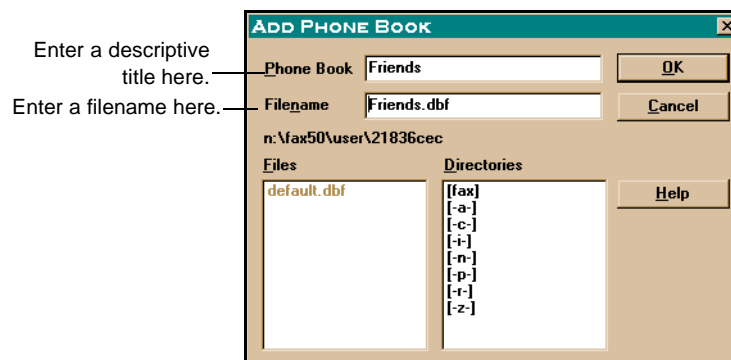 ADD PHONE BOOK
Enter a descriptive
title here.
Phone Book Friends OK
Enter a filename here.
Filename Friends.dbf Cancel
n:\fax50\user\21836cec
Files Directories
default.dbf [fax] Help
[-a-]
[-c-]
[-i-]
[-n-]
[-p-]
[-r-]
[-z-]